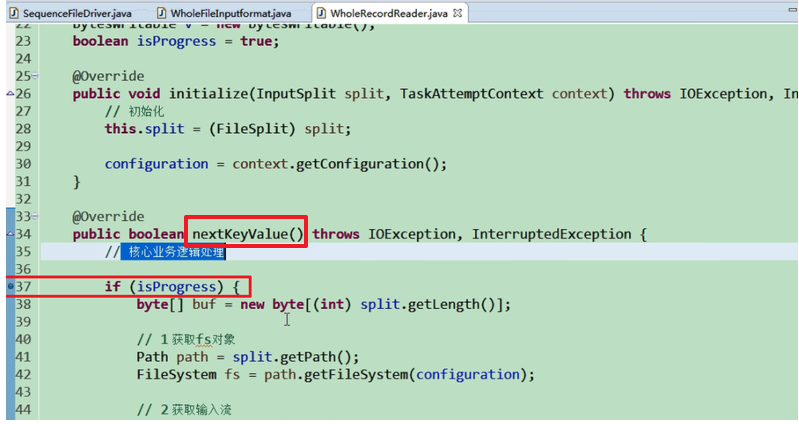 SequenceFileDriver.java WholeFileInputformat.java WholeRecordReader.java
22 BytesWritable v = new BytesWritable();
23 boolean isProgress = true;
24
25 @Override
26 public void initialize(InputSplit split, TaskAttemptContext context) throws IOException, In
27 // 初始化
28 this.split = (FileSplit) split;
29
30 configuration = context.getConfiguration();
31 }
32
33 @Override
34 public boolean nextKeyValue() throws IOException, InterruptedException {
35 // 核心业务逻辑处理
36
37 if (isProgress) {
38 byte[] buf = new byte[(int) split.getLength()];
39
40 // 1 获取fs对象
41 Path path = split.getPath();
42 FileSystem fs = path.getFileSystem(configuration);
43
44 // 2 获取输入流